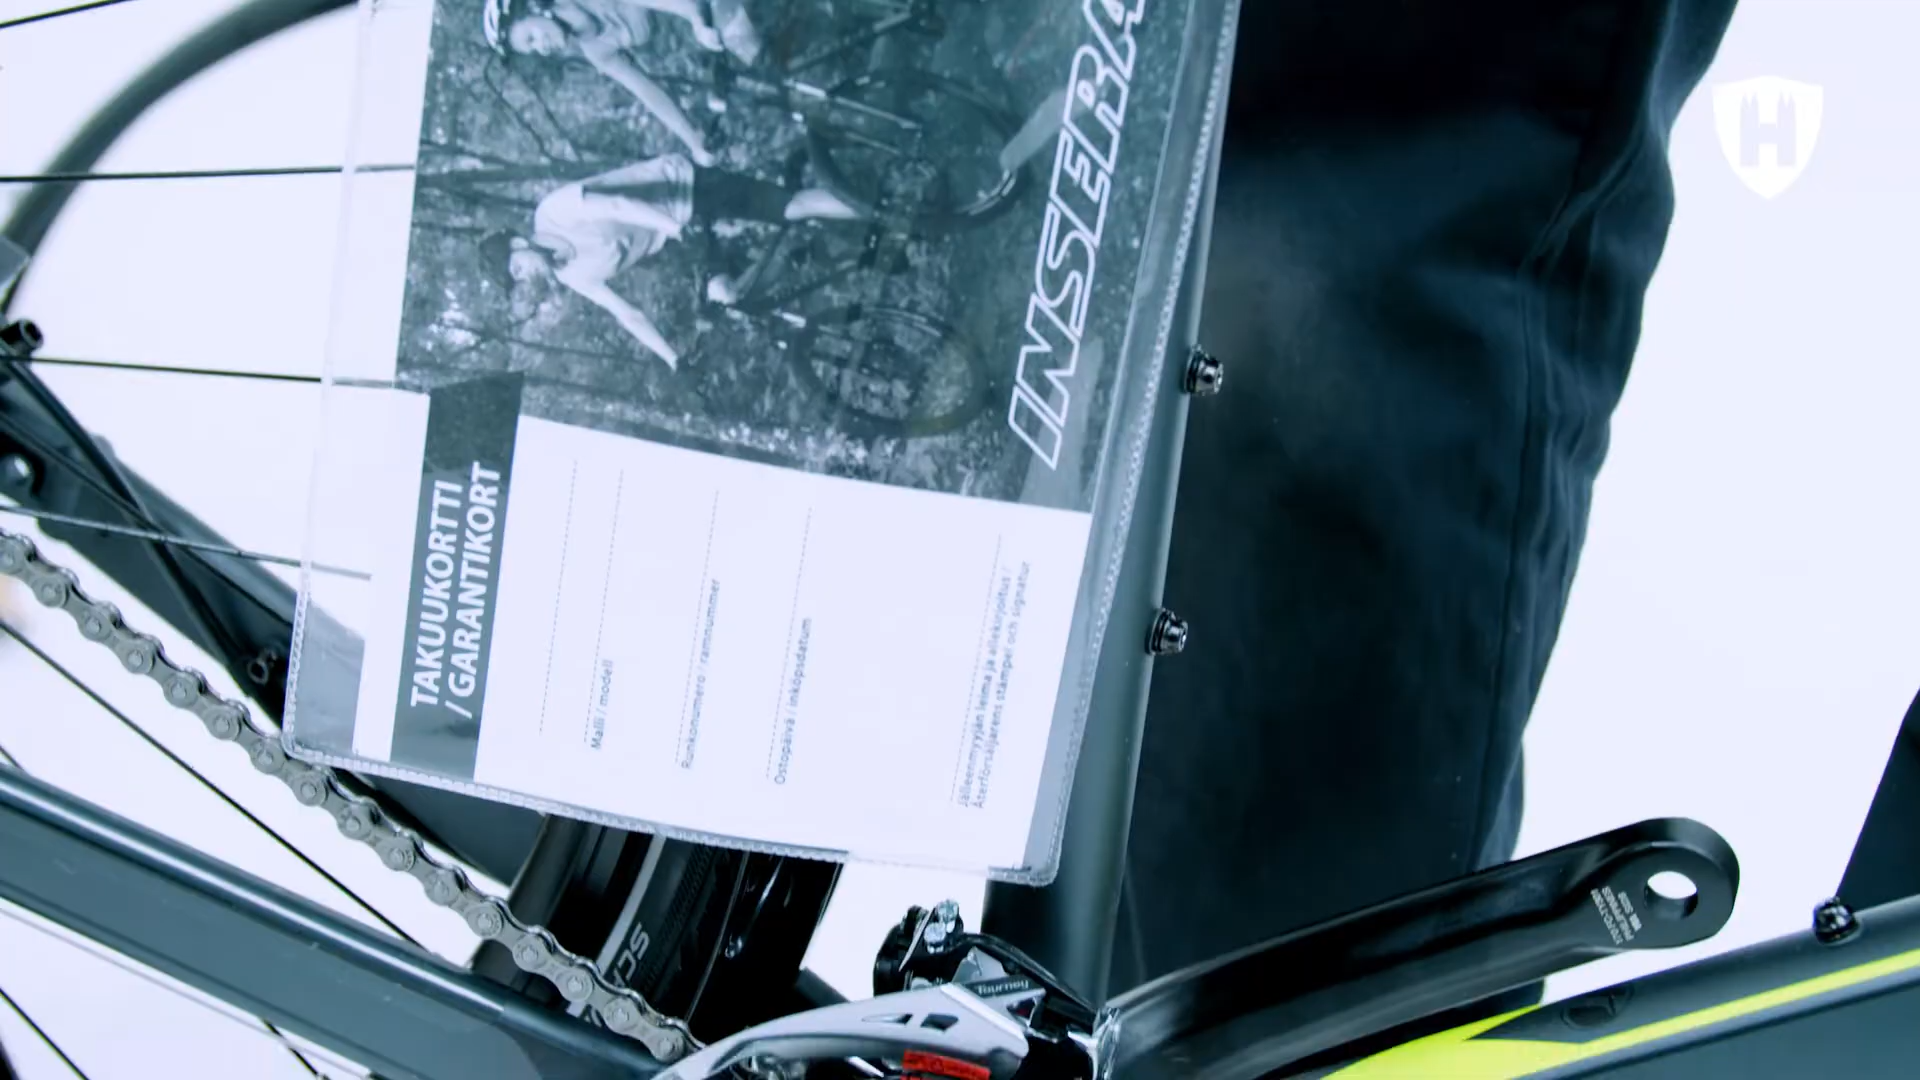 INSERA
TAKUUKORTTI
/ GARANTIKORT
Malli / modell
Runkonumero / ramnummer
Ostopäivä / inköpsdatum
Jälleenmyyjän leima ja allekirjoitus /
Återförsäljarens stämpel och signatur
Tourney
H